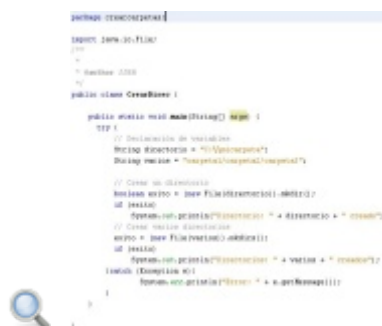 package crearcarpetas;
import java.io.File;
/**
*
* @author
*/
public class CrearDirec {
public static void main(String[] args) {
try {
// Declaración de variables
String directorio = "
String varios = "carpeta1/carpeta2/carpeta3";
// Crear un directorio
boolean exito = (new File(directorio)).mkdir();
if (exito)
System.out.println("Directorio: " + directorio + " creado");
// Crear varios directorios
exito = (new File(varios)).mkdirs();
if (exito)
System.out.println("Directorios: " + varios + " creados");
}catch (Exception e){
System.err.println("Error: " + e.getMessage());
}
}
}